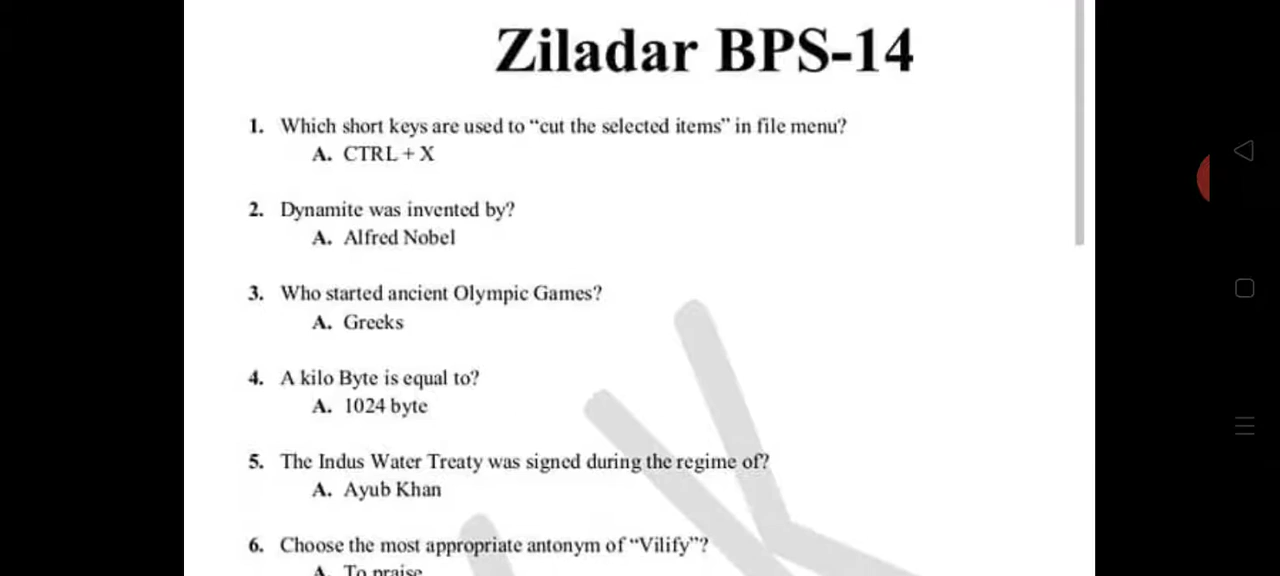 Ziladar BPS-14
1. Which short keys are used to “cut the selected items” in file menu?
A. CTRL + X
2. Dynamite was invented by?
A. Alfred Nobel
3. Who started ancient Olympic Games?
A. Greeks
4. A kilo Byte is equal to?
A. 1024 byte
5. The Indus Water Treaty was signed during the regime of?
A. Ayub Khan
6. Choose the most appropriate antonym of “Vilify”?
A. To praise